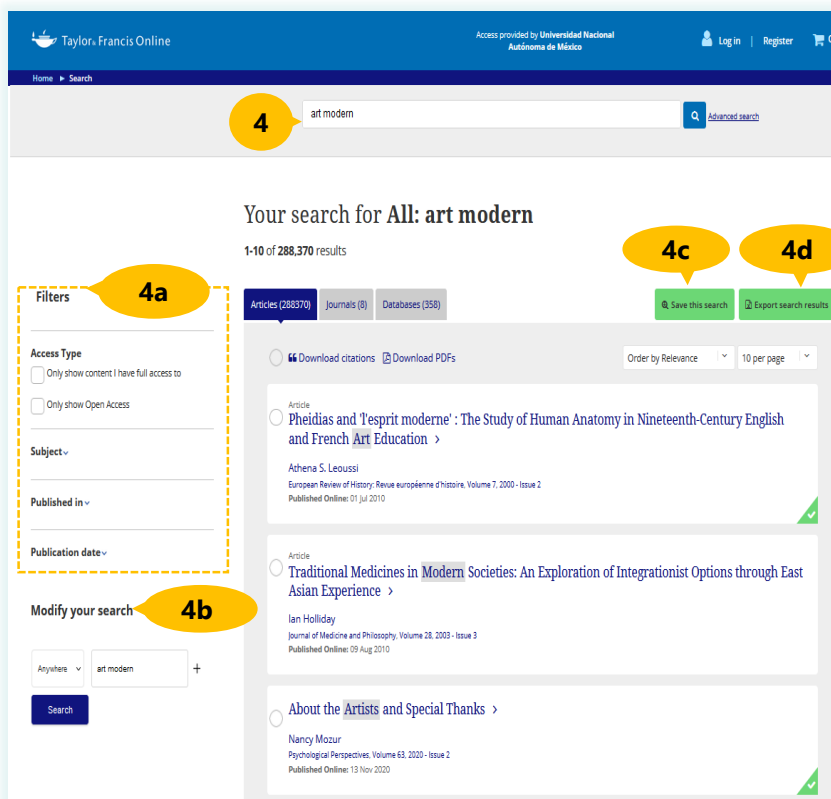 Taylor & Francis Online
Access provided by Universidad Nacional
Autónoma de México
Log in | Register
Home ▸ Search
4
art modern
Advanced search
Your search for All: art modern
1-10 of 288,370 results
4c
4d
4a
Filters
Articles (288370)
Journals (8)
Databases (358)
Save this search
Export search results
Access Type
Only show content I have full access to
Only show Open Access
Subject
Published in
Publication date
4b
Modify your search
Anywhere
art modern
+
Search
Download citations
Download PDFs
Order by Relevance
10 per page
Article
Pheidias and 'l'esprit moderne' : The Study of Human Anatomy in Nineteenth-Century English
and French Art Education >
Athena S. Leoussi
European Review of History: Revue européenne d'histoire, Volume 7, 2000 - Issue 2
Published Online: 01 Jul 2010
Article
Traditional Medicines in Modern Societies: An Exploration of Integrationist Options through East
Asian Experience >
Ian Holliday
Journal of Medicine and Philosophy, Volume 28, 2003 - Issue 3
Published Online: 09 Aug 2010
About the Artists and Special Thanks >
Nancy Mozur
Psychological Perspectives, Volume 63, 2020 - Issue 2
Published Online: 13 Nov 2020